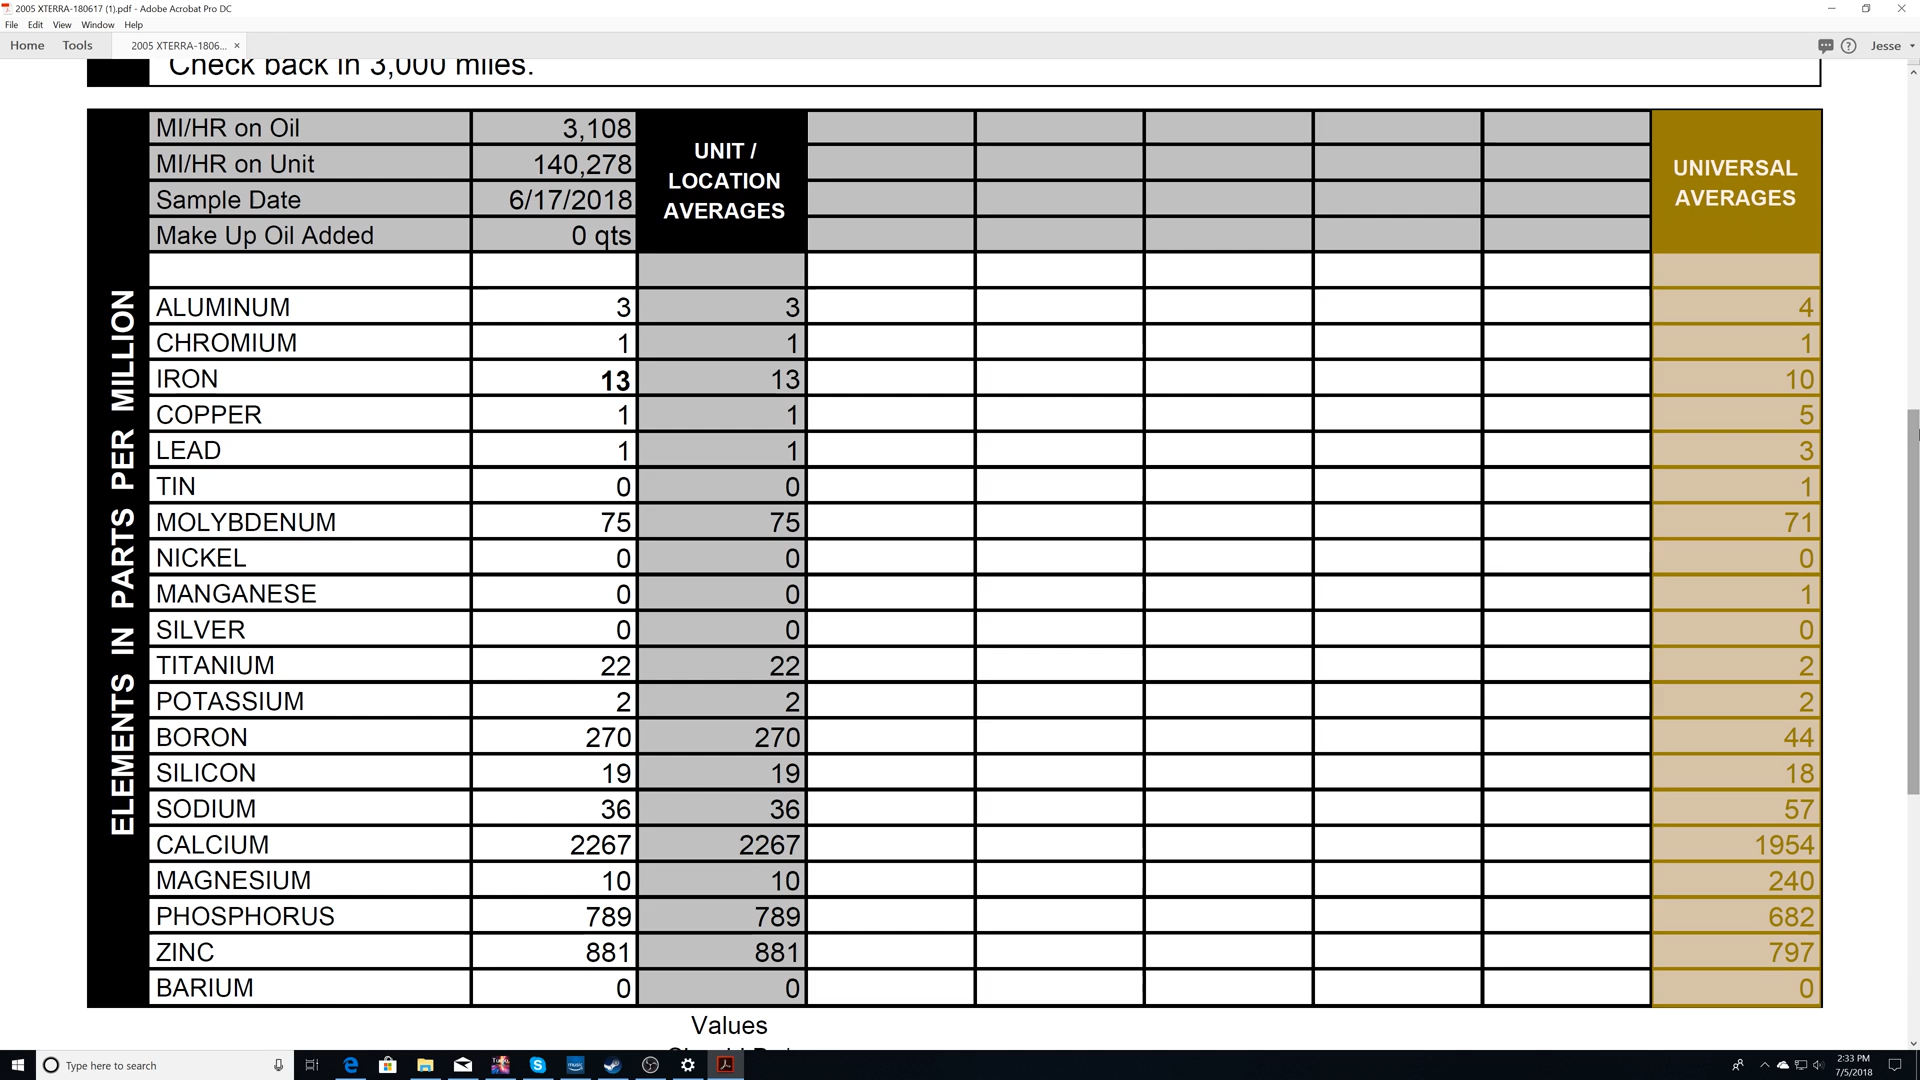 2005 XTERRA-180617 (1).pdf - Adobe Acrobat Pro DC
File Edit View Window Help
Home Tools 2005 XTERRA-1806... × Jesse
Check back in 3,000 miles.
MI/HR on Oil 3,108
MI/HR on Unit 140,278
Sample Date 6/17/2018
Make Up Oil Added 0 qts
UNIT /
LOCATION
AVERAGES
UNIVERSAL
AVERAGES
ELEMENTS IN PARTS PER MILLION
ALUMINUM 3 3 4
CHROMIUM 1 1 1
IRON 13 13 10
COPPER 1 1 5
LEAD 1 1 3
TIN 0 0 1
MOLYBDENUM 75 75 71
NICKEL 0 0 0
MANGANESE 0 0 1
SILVER 0 0 0
TITANIUM 22 22 2
POTASSIUM 2 2 2
BORON 270 270 44
SILICON 19 19 18
SODIUM 36 36 57
CALCIUM 2267 2267 1954
MAGNESIUM 10 10 240
PHOSPHORUS 789 789 682
ZINC 881 881 797
BARIUM 0 0 0
Values
Type here to search
music
2:33 PM
7/5/2018